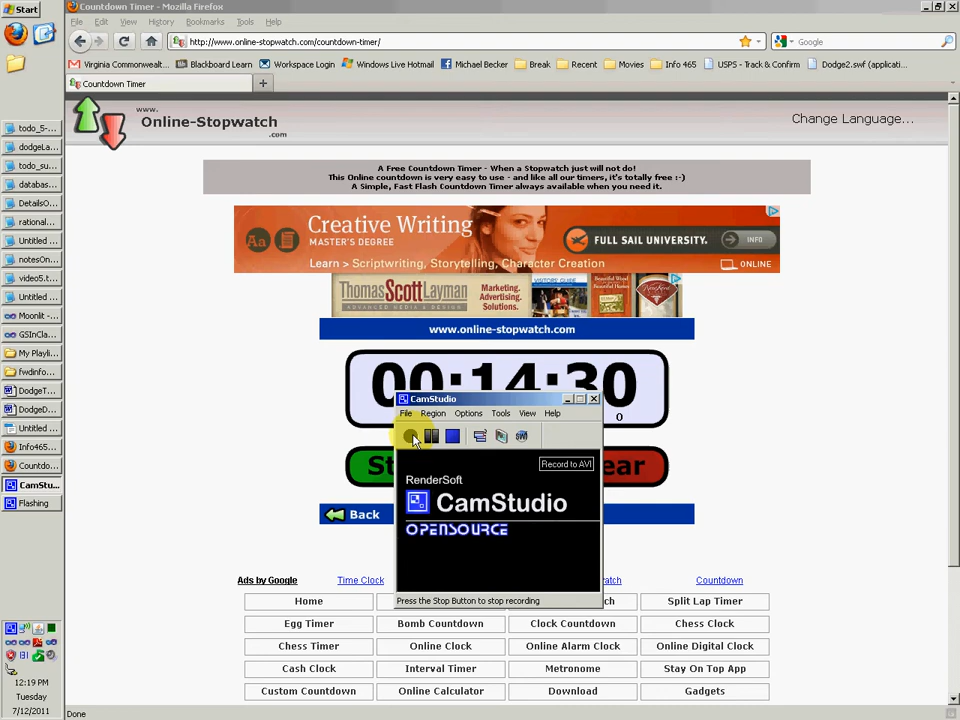 Start
Countdown Timer - Mozilla Firefox
File Edit View History Bookmarks Tools Help
http://www.online-stopwatch.com/countdown-timer/
Google
Virginia Commonwealt... Blackboard Learn Workspace Login Windows Live Hotmail Michael Becker Break Recent Movies Info 465 USPS - Track & Confirm Dodge2.swf (applicati...
Countdown Timer
www.
Online-Stopwatch
.com
Change Language...
A Free Countdown Timer - When a Stopwatch just will not do!
This Online countdown is very easy to use - and like all our timers, it's totally free :-)
A Simple, Fast Flash Countdown Timer always available when you need it.
Creative Writing
MASTER'S DEGREE
Learn > Scriptwriting, Storytelling, Character Creation
FULL SAIL UNIVERSITY.
INFO
ONLINE
Thomas Scott Layman
ADVANCED MEDIA & DESIGN
Marketing.
Advertising.
Solutions.
www.online-stopwatch.com
00:14:30
0
St
ear
Back
CamStudio
File Region Options Tools View Help
Record to AVI
RenderSoft
CamStudio
OPENSOURCE
Press the Stop Button to stop recording
Ads by Google
Time Clock
atch
Countdown
Home
ch
Split Lap Timer
Egg Timer
Bomb Countdown
Clock Countdown
Chess Clock
Chess Timer
Online Clock
Online Alarm Clock
Online Digital Clock
Cash Clock
Interval Timer
Metronome
Stay On Top App
Custom Countdown
Online Calculator
Download
Gadgets
Done
todo_5-...
dodgeLa...
todo_su...
databas...
DetailsO...
rational...
Untitled ...
notesOn...
video5.t...
Untitled ...
Moonlit -...
GSInCla...
My Playli...
fwdinfo...
DodgeT...
DodgeD...
Untitled ...
Info465...
Countdo...
CamStu...
Flashing
12:19 PM
Tuesday
7/12/2011